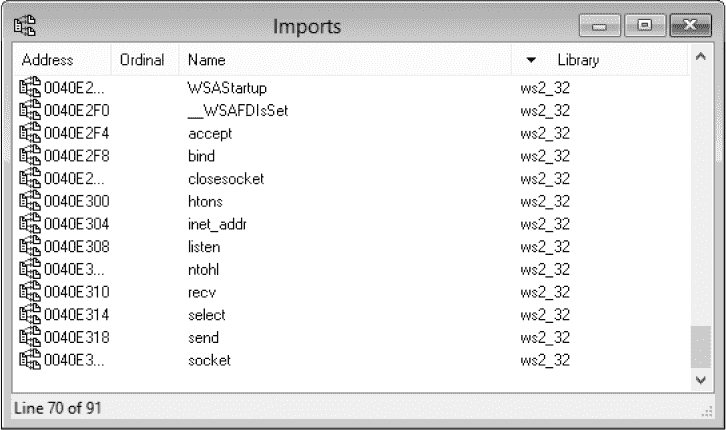 Imports
Address Ordinal Name Library
0040E2... WSAStartup ws2_32
0040E2F0 __WSAFDIsSet ws2_32
0040E2F4 accept ws2_32
0040E2F8 bind ws2_32
0040E2... closesocket ws2_32
0040E300 htons ws2_32
0040E304 inet_addr ws2_32
0040E308 listen ws2_32
0040E3... ntohl ws2_32
0040E310 recv ws2_32
0040E314 select ws2_32
0040E318 send ws2_32
0040E3... socket ws2_32
Line 70 of 91